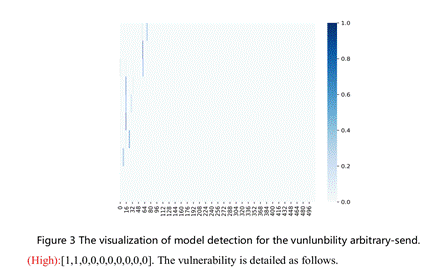 1.0
0.8
0.6
0.4
0.2
0.0
0 16 32 48 64 80 96 112 128 144 160 176 192 208 224 240 256 272 288 304 320 336 352 368 384 400 416 432 448 464 480 496
Figure 3 The visualization of model detection for the vunlunbility arbitrary-send.
(High):[1,1,0,0,0,0,0,0,0,0]. The vulnerability is detailed as follows.